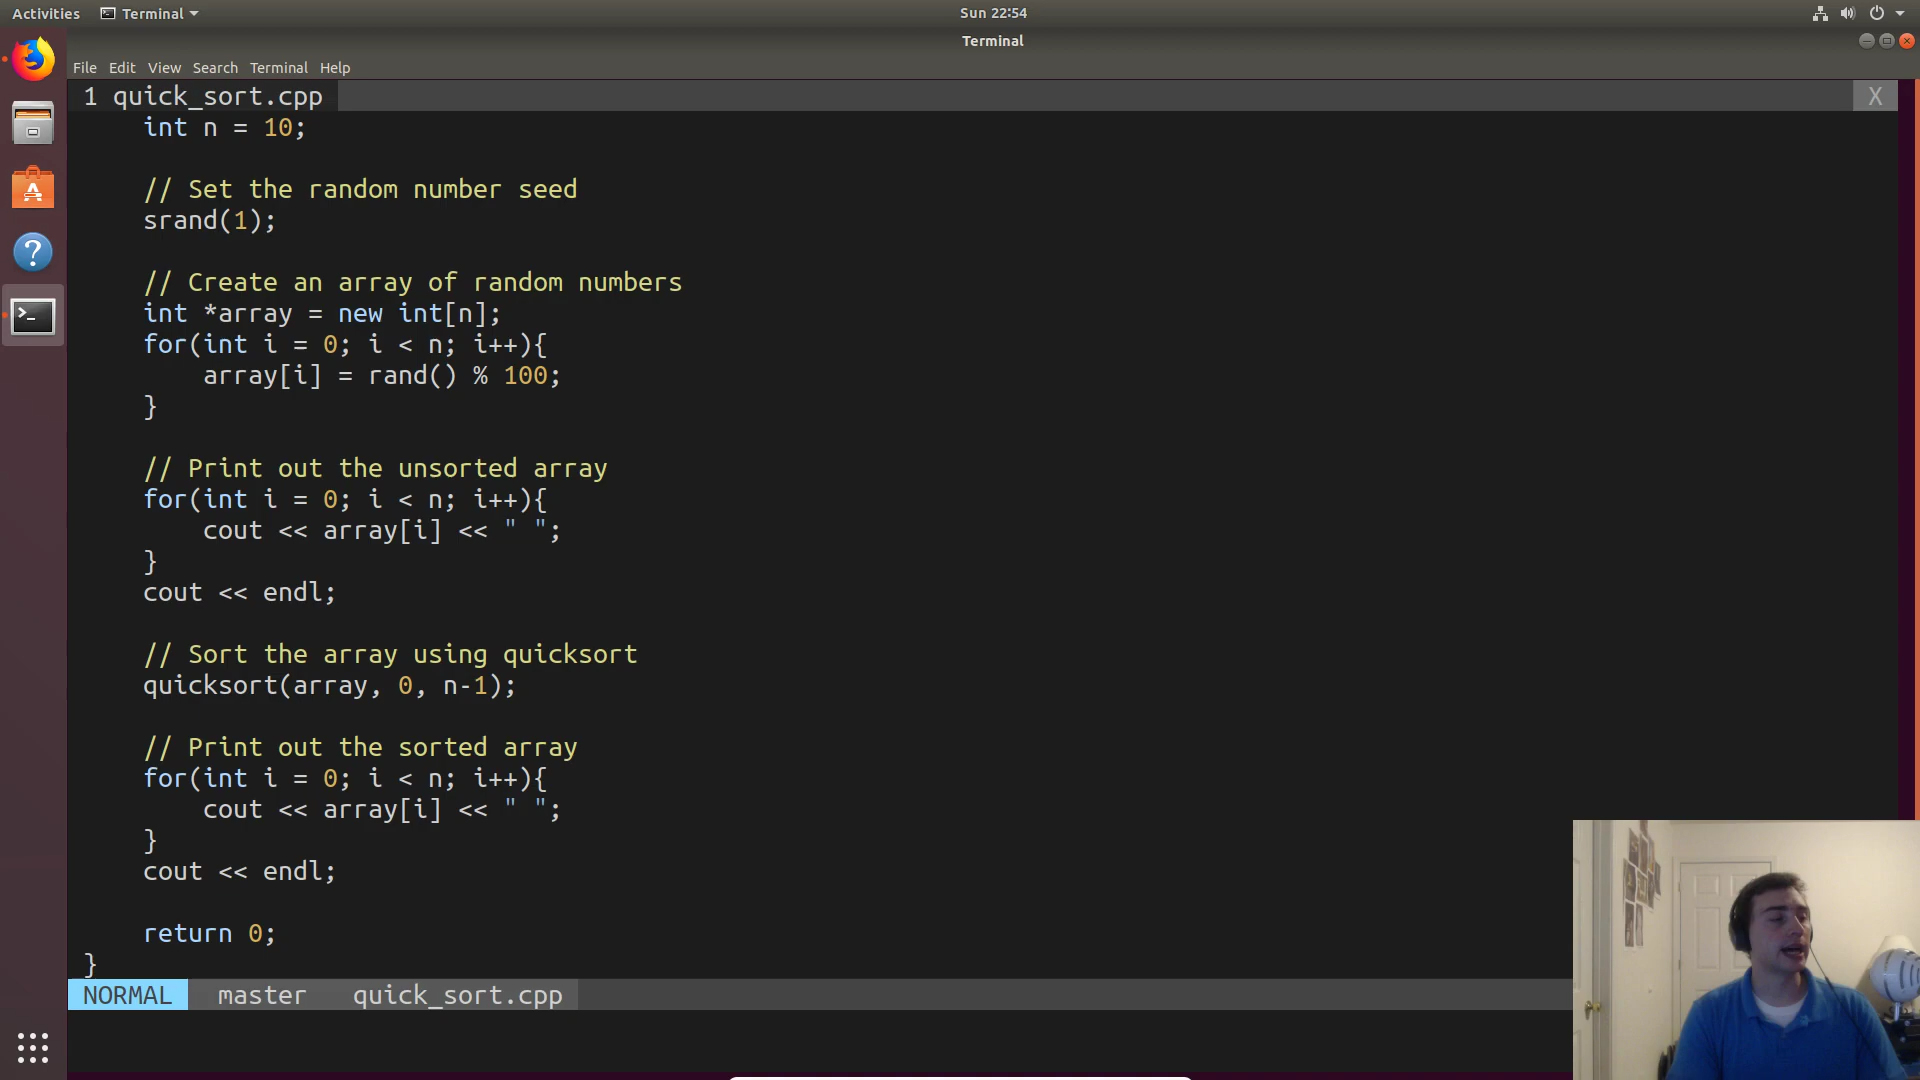 Activities Terminal Sun 22:54
Terminal
File Edit View Search Terminal Help
1 quick_sort.cpp X
int n = 10;
// Set the random number seed
srand(1);
// Create an array of random numbers
int *array = new int[n];
for(int i = 0; i < n; i++){
array[i] = rand() % 100;
}
// Print out the unsorted array
for(int i = 0; i < n; i++){
cout << array[i] << " ";
}
cout << endl;
// Sort the array using quicksort
quicksort(array, 0, n-1);
// Print out the sorted array
for(int i = 0; i < n; i++){
cout << array[i] << " ";
}
cout << endl;
return 0;
}
NORMAL master quick_sort.cpp